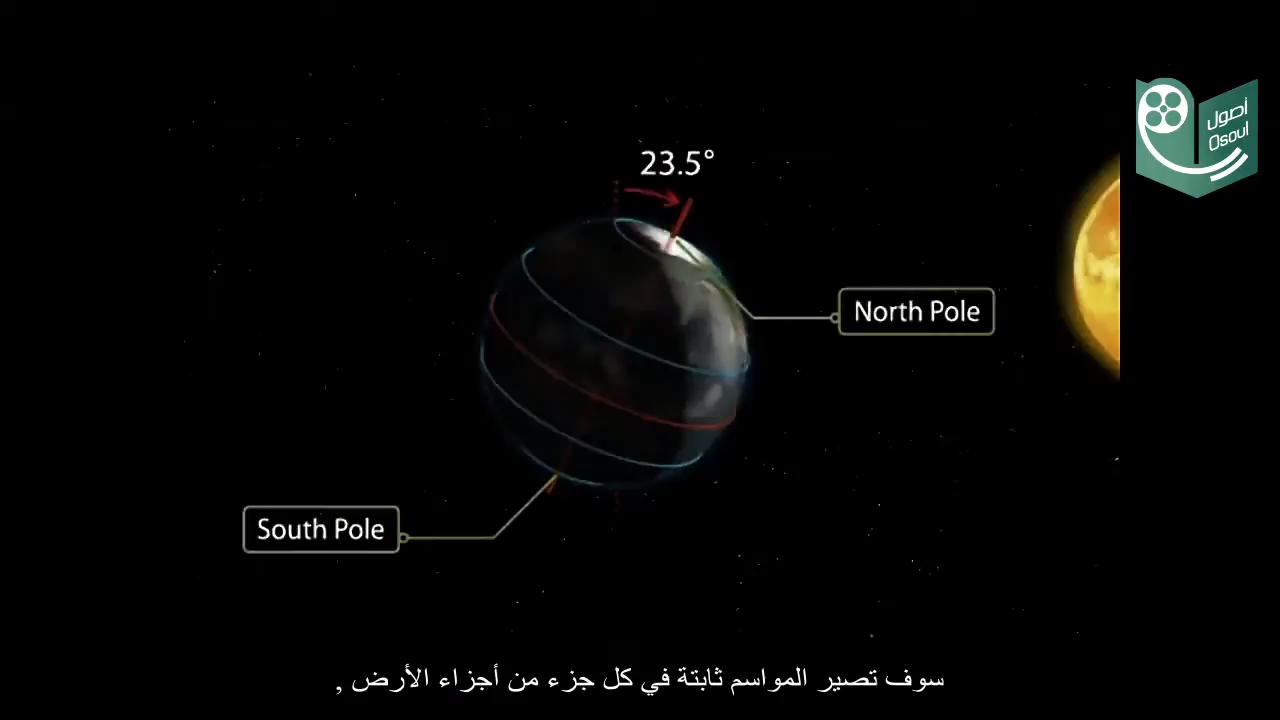 23.5°
أصول
Osoul
North Pole
South Pole
سوف تصير المواسم ثابتة في كل جزء من أجزاء الأرض ,